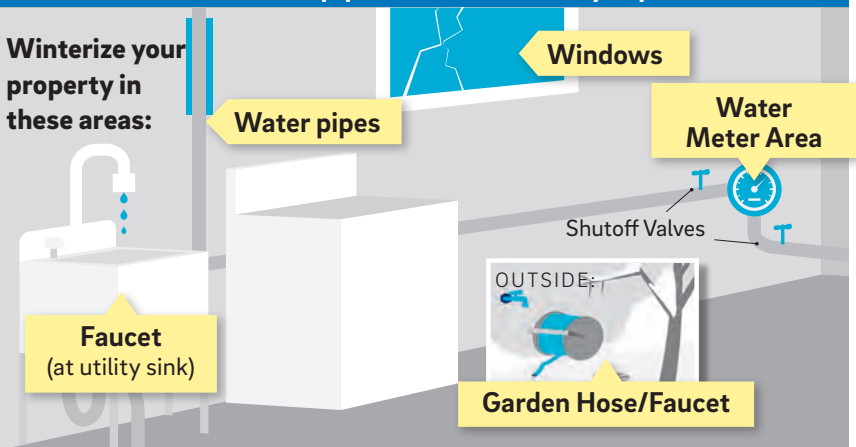 Winterize your
property in
these areas:
Windows
Water pipes
Water
Meter Area
Shutoff Valves
OUTSIDE:
Faucet
(at utility sink)
Garden Hose/Faucet